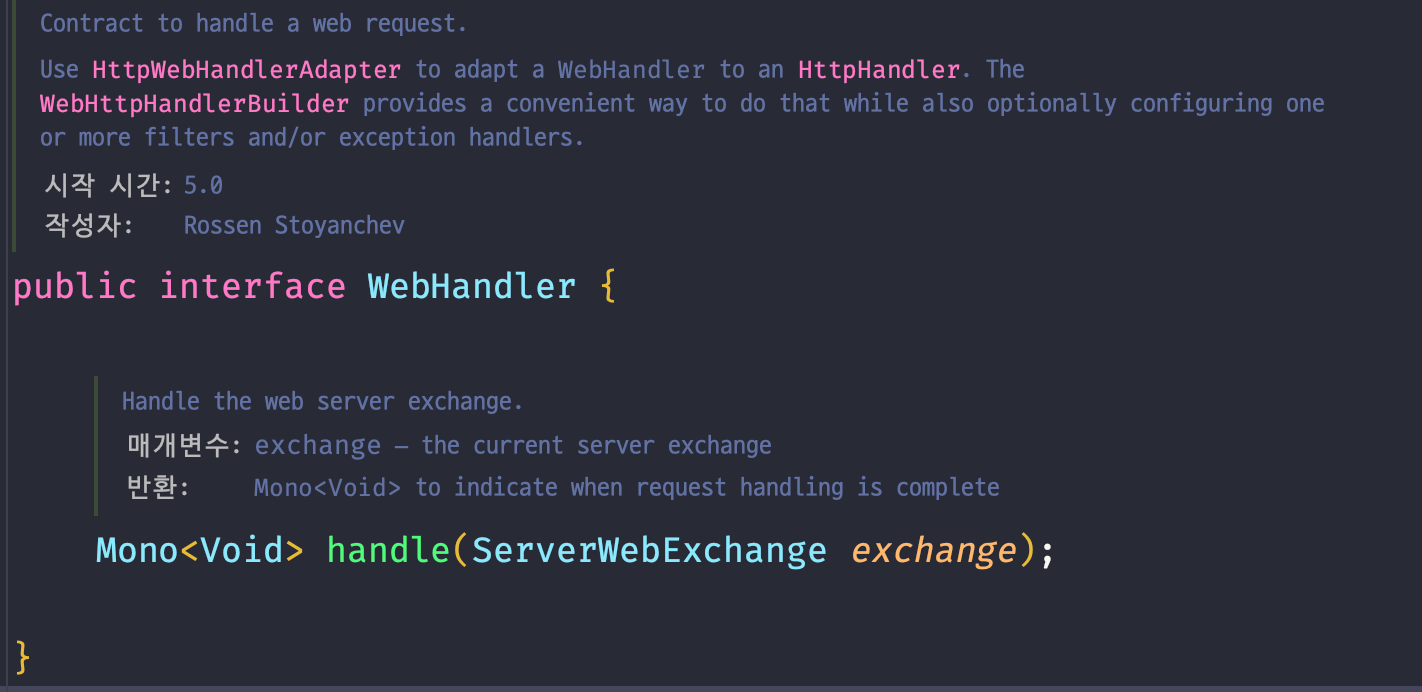 Contract to handle a web request.
Use HttpWebHandlerAdapter to adapt a WebHandler to an HttpHandler. The
WebHttpHandlerBuilder provides a convenient way to do that while also optionally configuring one
or more filters and/or exception handlers.
시작 시간: 5.0
작성자: Rossen Stoyanchev
public interface WebHandler {
Handle the web server exchange.
매개변수: exchange – the current server exchange
반환: Mono<Void> to indicate when request handling is complete
Mono<Void> handle(ServerWebExchange exchange);
}